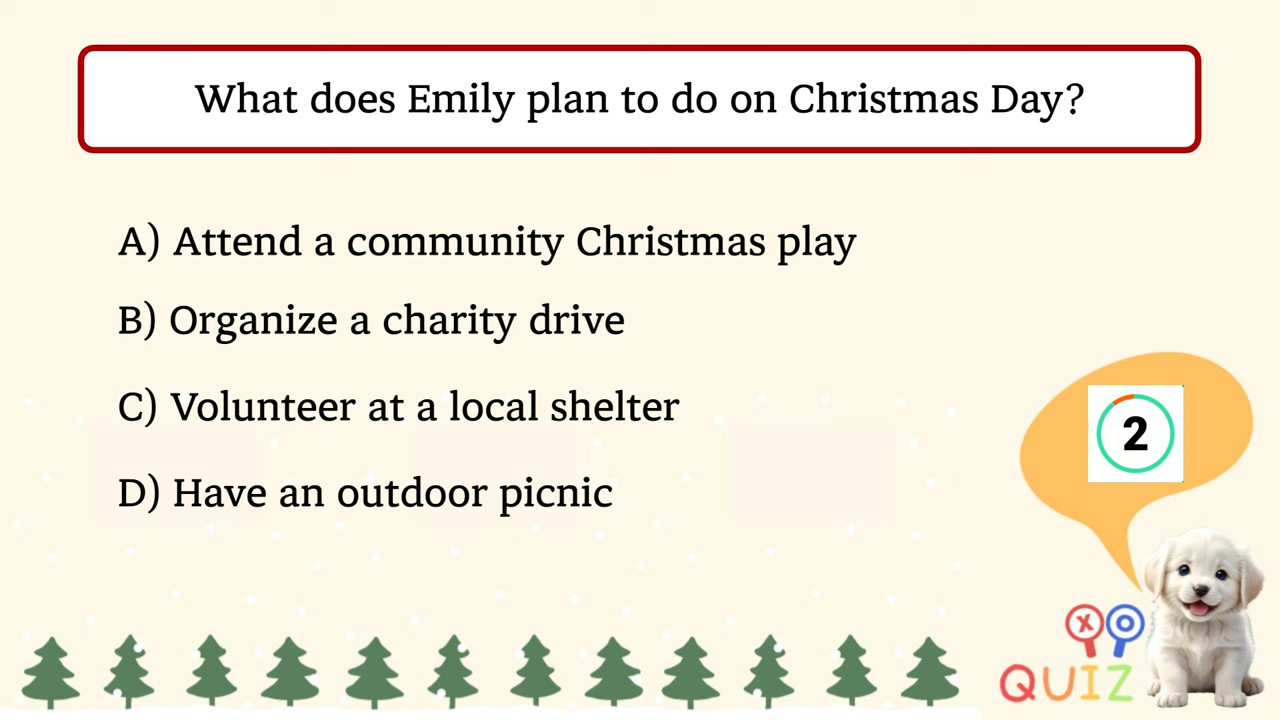 What does Emily plan to do on Christmas Day?
A) Attend a community Christmas play
B) Organize a charity drive
C) Volunteer at a local shelter
D) Have an outdoor picnic
2
X O
QUIZ